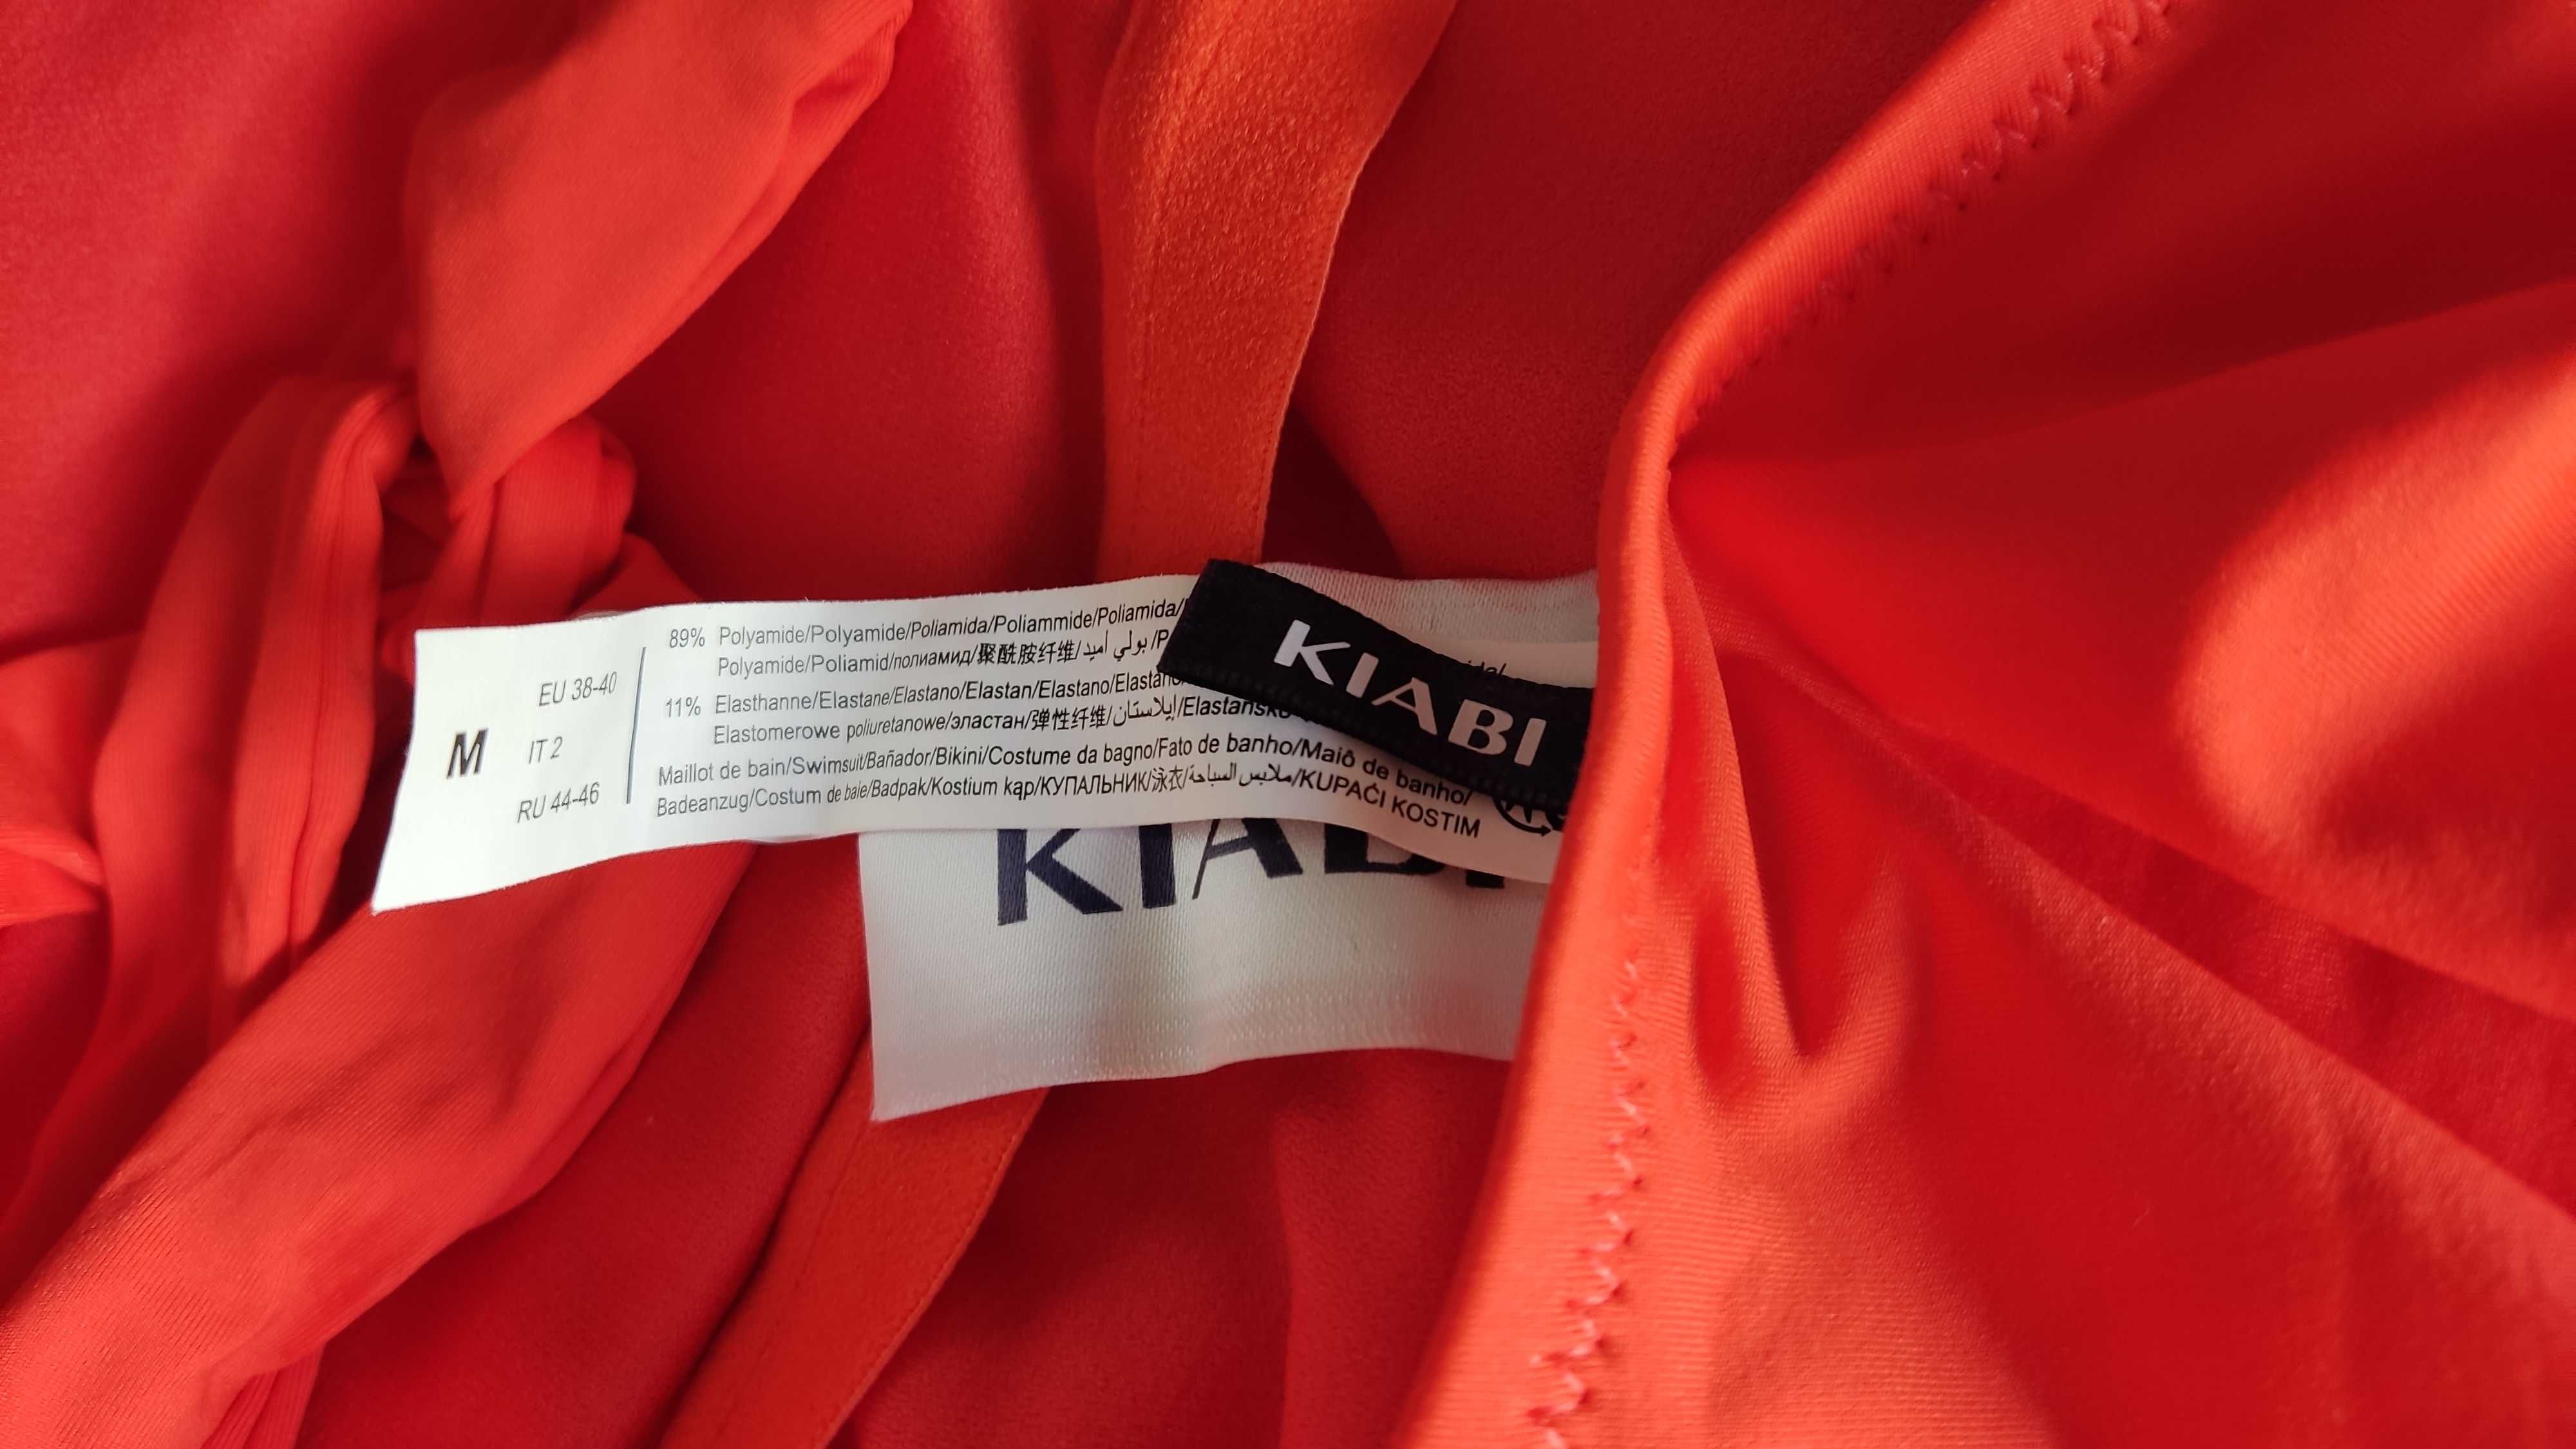 M
EU 38-40
IT 2
RU 44-46
89% Polyamide/Polyamide/Poliamida/Poliammide/Poliamida/
Polyamide/Poliamid/полиамид/聚酰胺纤维/بولي أميد/P
11% Elasthanne/Elastane/Elastano/Elastan/Elastano/Elastano
Elastomerowe poliuretanowe/эластан/弹性纤维/إيلاستان/Elastansko
Maillot de bain/Swimsuit/Bañador/Bikini/Costume da bagno/Fato de banho/Maiô de banho/
Badeanzug/Costum de baie/Badpak/Kostium kąp/КУПАЛЬНИК/泳衣/ملابس السباحة/KUPAĆI KOSTIM
KIABI
KIABI